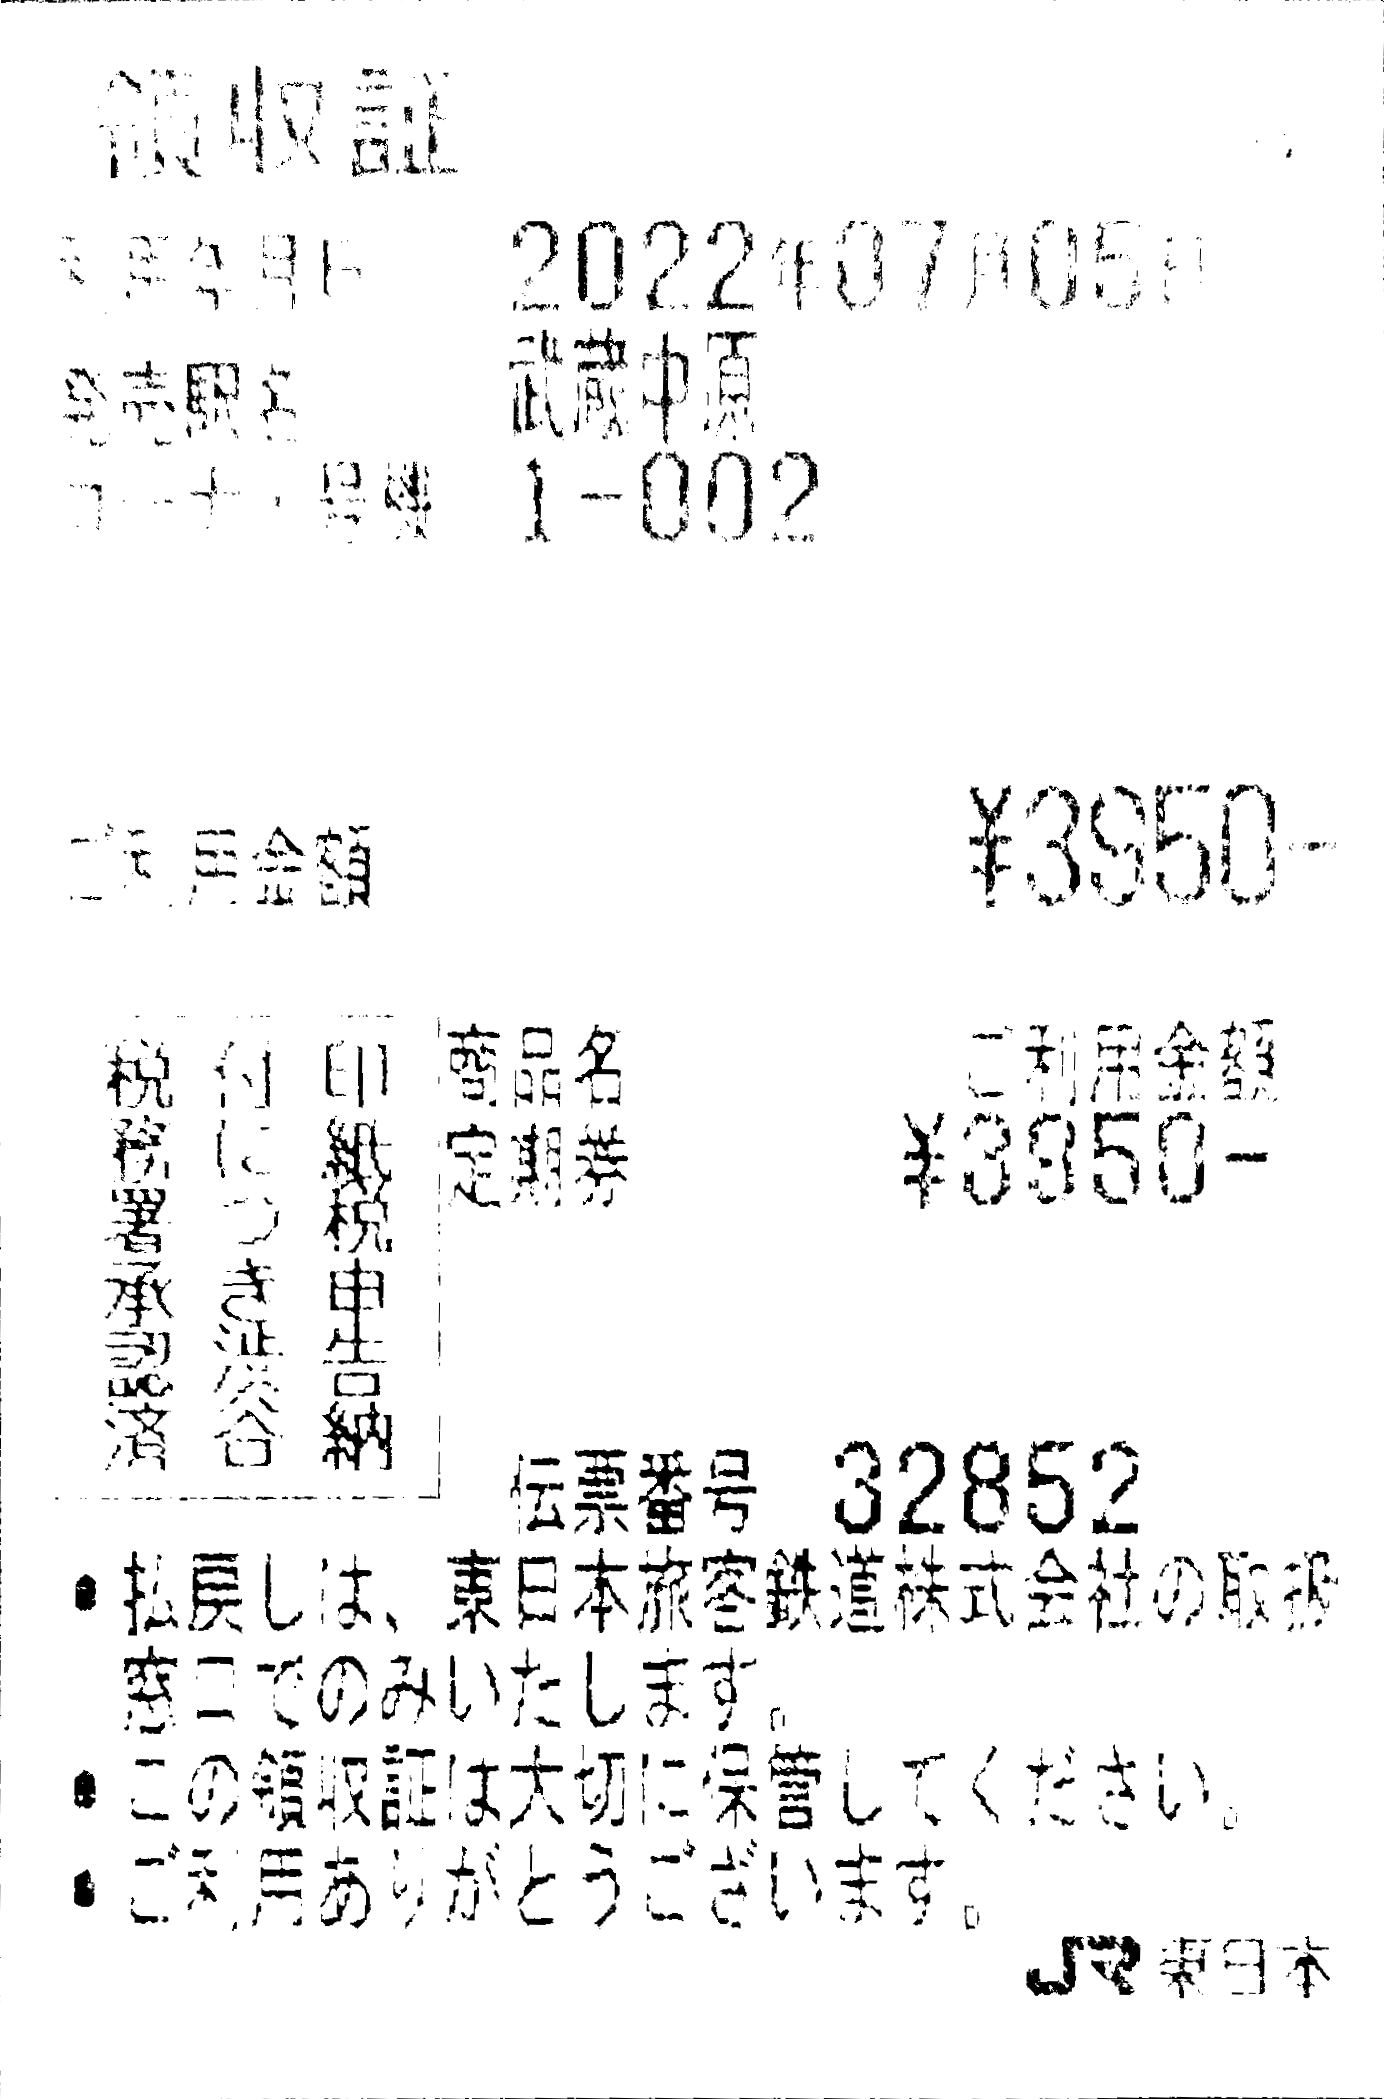 領収証
発売年月日 2022年07月05日
発売駅名 武蔵中原
コーナー・号機 1-002
ご利用金額 ¥3950-
商品名 ご利用金額
定期券 ¥3950-
印紙税申告納
付につき渋谷
税務署承認済
伝票番号 32852
●払戻しは、東日本旅客鉄道株式会社の取扱
窓口でのみいたします。
●この領収証は大切に保管してください。
●ご利用ありがとうございます。
JR東日本